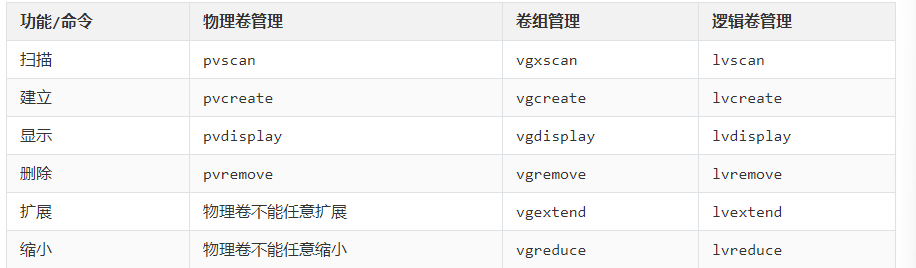 功能/命令 物理卷管理 卷组管理 逻辑卷管理
扫描 pvscan vgxscan lvscan
建立 pvcreate vgcreate lvcreate
显示 pvdisplay vgdisplay lvdisplay
删除 pvremove vgremove lvremove
扩展 物理卷不能任意扩展 vgextend lvextend
缩小 物理卷不能任意缩小 vgreduce lvreduce